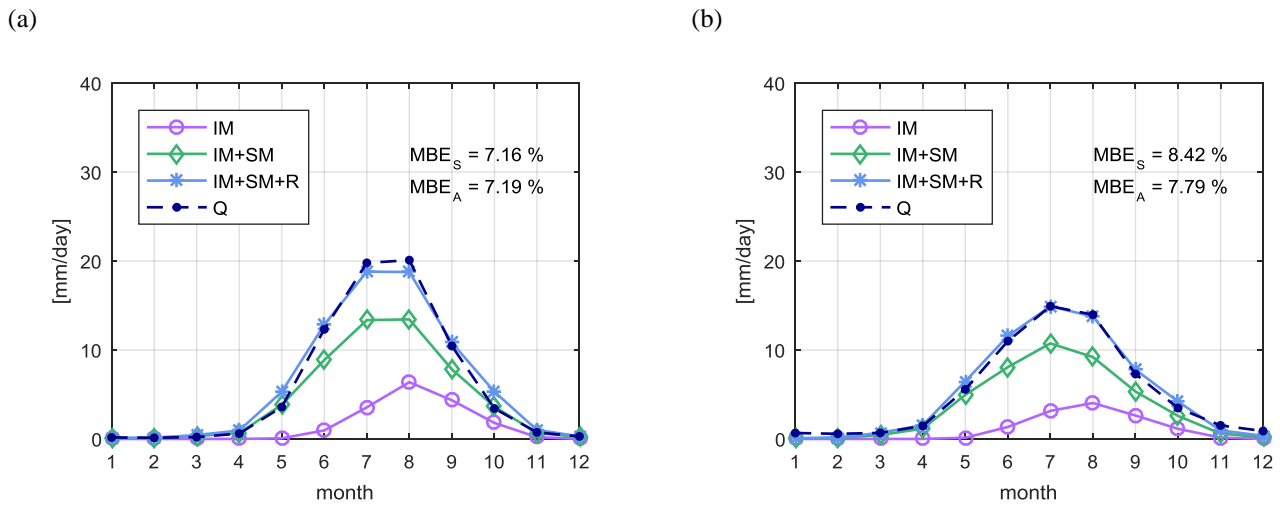 (a)
40
30
20
10
0
[mm/day]
IM
IM+SM
IM+SM+R
Q
MBE_S = 7.16 %
MBE_A = 7.19 %
1 2 3 4 5 6 7 8 9 10 11 12
month
(b)
40
30
20
10
0
[mm/day]
IM
IM+SM
IM+SM+R
Q
MBE_S = 8.42 %
MBE_A = 7.79 %
1 2 3 4 5 6 7 8 9 10 11 12
month